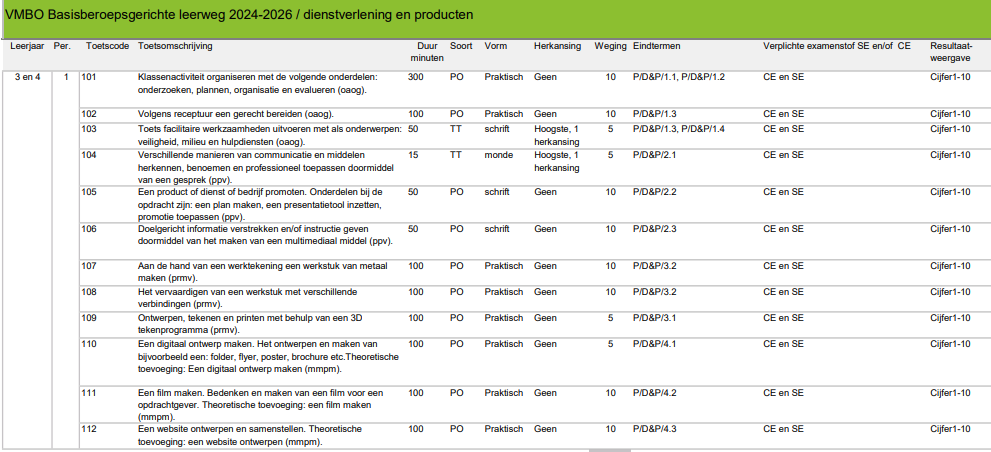 VMBO Basisberoepsgerichte leerweg 2024-2026 / dienstverlening en producten
Leerjaar Per. Toetscode Toetsomschrijving Duur Soort Vorm Herkansing Weging Eindtermen Verplichte examenstof SE en/of CE Resultaat-
minuten weergave
3 en 4 1 101 Klassenactiviteit organiseren met de volgende onderdelen: 300 PO Praktisch Geen 10 P/D&P/1.1, P/D&P/1.2 CE en SE Cijfer1-10
onderzoeken, plannen, organisatie en evalueren (oaog).
102 Volgens receptuur een gerecht bereiden (oaog). 100 PO Praktisch Geen 10 P/D&P/1.3 CE en SE Cijfer1-10
103 Toets facilitaire werkzaamheden uitvoeren met als onderwerpen: 50 TT schrift Hoogste, 1 5 P/D&P/1.3, P/D&P/1.4 CE en SE Cijfer1-10
veiligheid, milieu en hulpdiensten (oaog). herkansing
104 Verschillende manieren van communicatie en middelen 15 TT monde Hoogste, 1 5 P/D&P/2.1 CE en SE Cijfer1-10
herkennen, benoemen en professioneel toepassen doormiddel herkansing
van een gesprek (ppv).
105 Een product of dienst of bedrijf promoten. Onderdelen bij de 50 PO schrift Geen 10 P/D&P/2.2 CE en SE Cijfer1-10
opdracht zijn: een plan maken, een presentatietool inzetten,
promotie toepassen (ppv).
106 Doelgericht informatie verstrekken en/of instructie geven 50 PO schrift Geen 10 P/D&P/2.3 CE en SE Cijfer1-10
doormiddel van het maken van een multimediaal middel (ppv).
107 Aan de hand van een werktekening een werkstuk van metaal 100 PO Praktisch Geen 10 P/D&P/3.2 CE en SE Cijfer1-10
maken (prmv).
108 Het vervaardigen van een werkstuk met verschillende 100 PO Praktisch Geen 10 P/D&P/3.2 CE en SE Cijfer1-10
verbindingen (prmv).
109 Ontwerpen, tekenen en printen met behulp van een 3D 100 PO Praktisch Geen 5 P/D&P/3.1 CE en SE Cijfer1-10
tekenprogramma (prmv).
110 Een digitaal ontwerp maken. Het ontwerpen en maken van 100 PO Praktisch Geen 5 P/D&P/4.1 CE en SE Cijfer1-10
bijvoorbeeld een: folder, flyer, poster, brochure etc.Theoretische
toevoeging: Een digitaal ontwerp maken (mmpm).
111 Een film maken. Bedenken en maken van een film voor een 100 PO Praktisch Geen 10 P/D&P/4.2 CE en SE Cijfer1-10
opdrachtgever. Theoretische toevoeging: een film maken
(mmpm).
112 Een website ontwerpen en samenstellen. Theoretische 100 PO Praktisch Geen 10 P/D&P/4.3 CE en SE Cijfer1-10
toevoeging: een website ontwerpen (mmpm).